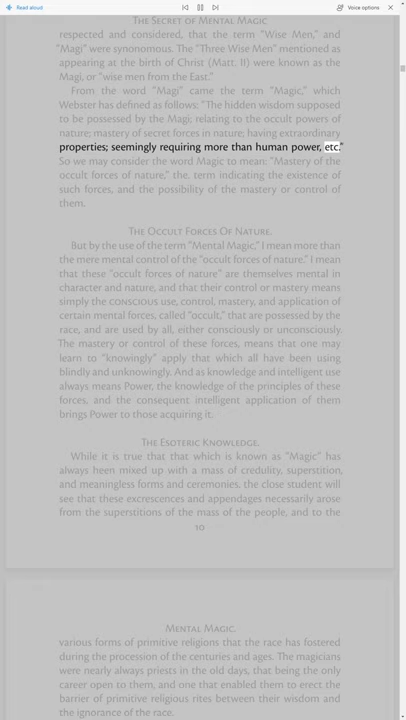 Read aloud
Voice options
The Secret of Mental Magic
respected and considered, that the term "Wise Men," and
"Magi" were synonomous. The "Three Wise Men" mentioned as
appearing at the birth of Christ (Matt. II) were known as the
Magi, or "wise men from the East."
From the word "Magi" came the term "Magic," which
Webster has defined as follows: "The hidden wisdom supposed
to be possessed by the Magi; relating to the occult powers of
nature; mastery of secret forces in nature; having extraordinary
properties; seemingly requiring more than human power, etc."
So we may consider the word Magic to mean: "Mastery of the
occult forces of nature," the. term indicating the existence of
such forces, and the possibility of the mastery or control of
them.
The Occult Forces Of Nature.
But by the use of the term "Mental Magic," I mean more than
the mere mental control of the "occult forces of nature." I mean
that these "occult forces of nature" are themselves mental in
character and nature, and that their control or mastery means
simply the CONSCIOUS use, control, mastery, and application of
certain mental forces, called "occult," that are possessed by the
race, and are used by all, either consciously or unconsciously.
The mastery or control of these forces, means that one may
learn to "knowingly" apply that which all have been using
blindly and unknowingly. And as knowledge and intelligent use
always means Power, the knowledge of the principles of these
forces, and the consequent intelligent application of them
brings Power to those acquiring it.
The Esoteric Knowledge.
While it is true that that which is known as "Magic" has
always been mixed up with a mass of credulity, superstition,
and meaningless forms and ceremonies, the close student will
see that these excrescences and appendages necessarily arose
from the superstitions of the mass of the people, and to the
10
Mental Magic.
various forms of primitive religions that the race has fostered
during the procession of the centuries and ages. The magicians
were nearly always priests in the old days, that being the only
career open to them, and one that enabled them to erect the
barrier of primitive religious rites between their wisdom and
the ignorance of the race.